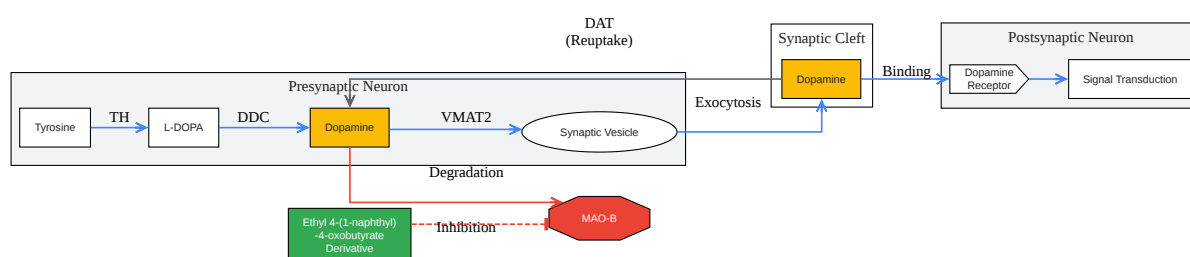 DAT
(Reuptake)
Synaptic Cleft
Postsynaptic Neuron
Presynaptic Neuron
Dopamine
Binding
Dopamine
Receptor
Signal Transduction
Exocytosis
Tyrosine
TH
L-DOPA
DDC
Dopamine
VMAT2
Synaptic Vesicle
Degradation
Ethyl 4-(1-naphthyl)
-4-oxobutyrate
Derivative
Inhibition
MAO-B